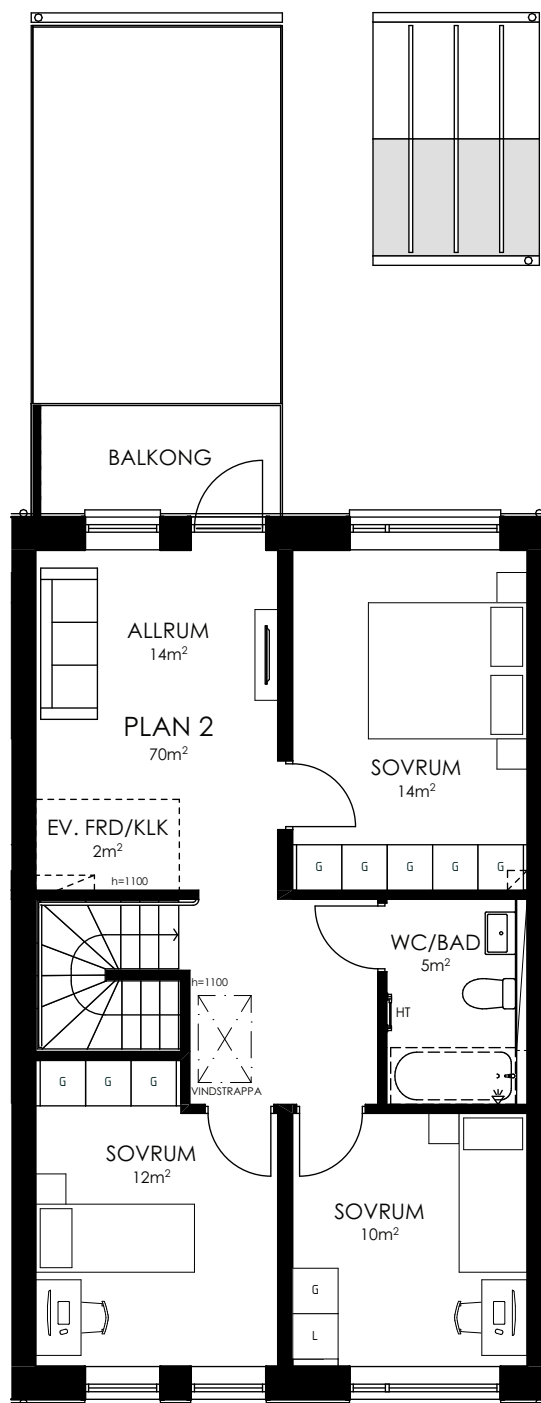 BALKONG
ALLRUM
14m²
PLAN 2
70m²
SOVRUM
14m²
EV. FRD/KLK
2m²
h=1100
G G G G G
WC/BAD
5m²
h=1100
HT
VINDSTRAPPA
G G G
SOVRUM
12m²
SOVRUM
10m²
G
L